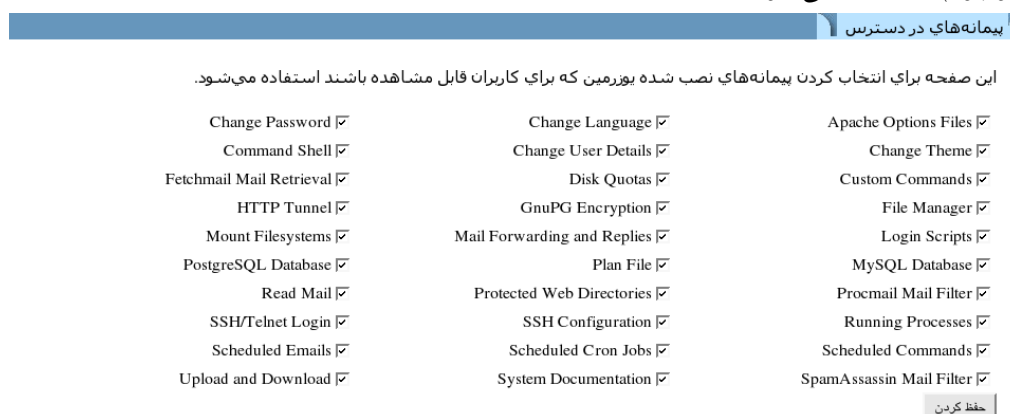 پيمانه‌هاي در دسترس
اين صفحه براي انتخاب كردن پيمانه‌هاي نصب شده يوزرمين كه براي كاربران قابل مشاهده باشند استفاده مي‌شود.
Apache Options Files Change Language Change Password
Change Theme Change User Details Command Shell
Custom Commands Disk Quotas Fetchmail Mail Retrieval
File Manager GnuPG Encryption HTTP Tunnel
Login Scripts Mail Forwarding and Replies Mount Filesystems
MySQL Database Plan File PostgreSQL Database
Procmail Mail Filter Protected Web Directories Read Mail
Running Processes SSH Configuration SSH/Telnet Login
Scheduled Commands Scheduled Cron Jobs Scheduled Emails
SpamAssassin Mail Filter System Documentation Upload and Download
حفظ كردن